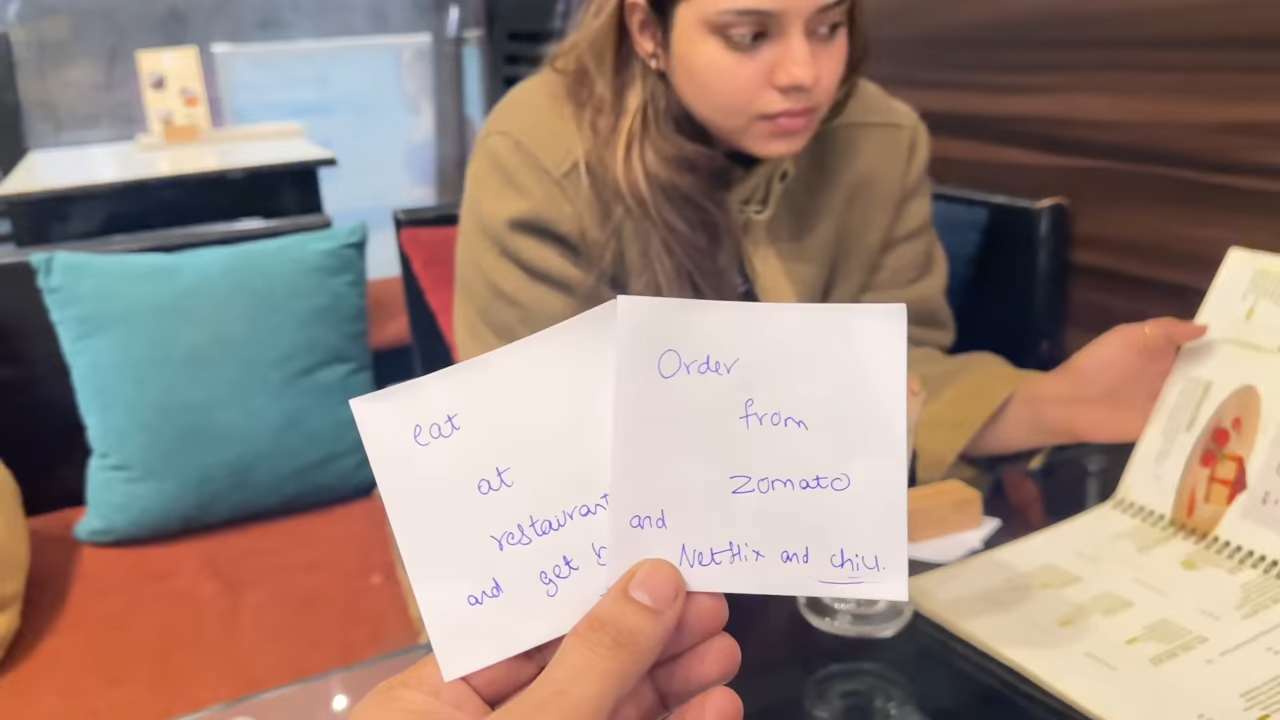 eat
at
restaurant
and get
Order
from
zomato
and
Netflix and chill.